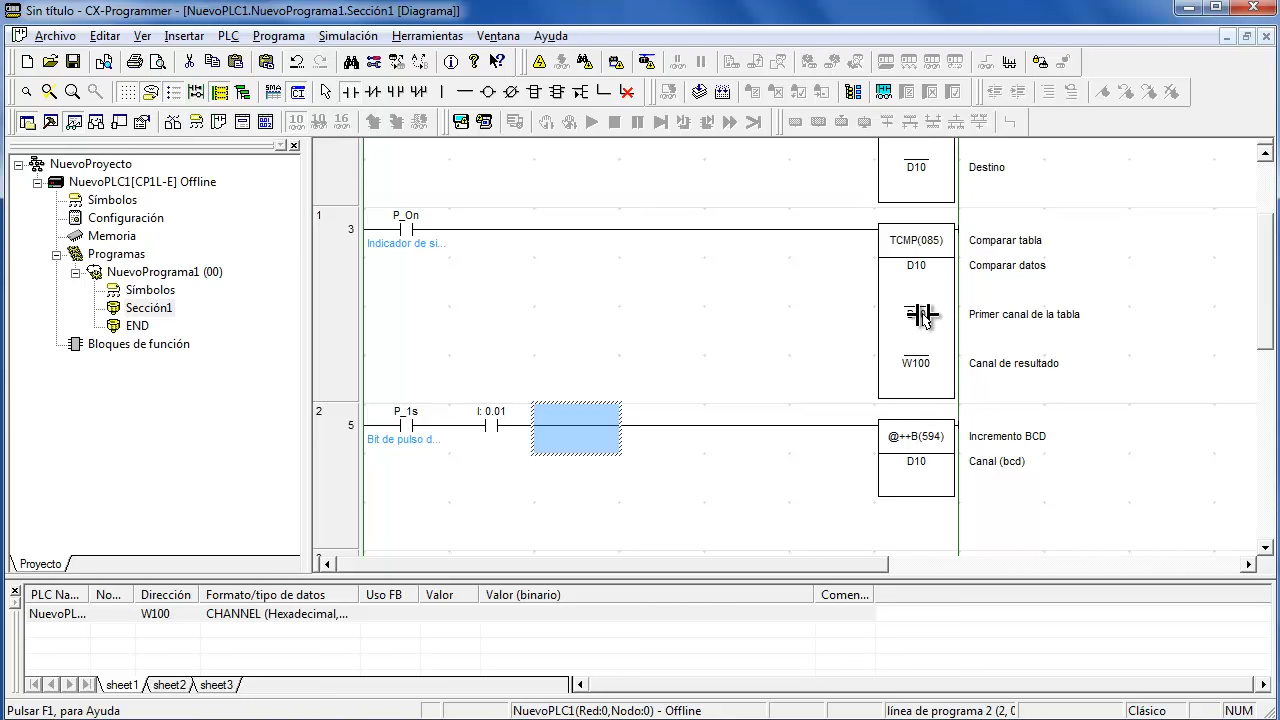 Sin título - CX-Programmer - [NuevoPLC1.NuevoPrograma1.Sección1 [Diagrama]]
Archivo Editar Ver Insertar PLC Programa Simulación Herramientas Ventana Ayuda
SMA CT
10 10 16
NuevoProyecto
NuevoPLC1[CP1L-E] Offline
Símbolos
Configuración
Memoria
Programas
NuevoPrograma1 (00)
Símbolos
Sección1
END
Bloques de función
Proyecto
D10 Destino
1 P_On
3
Indicador de si...
TCMP(085) Comparar tabla
D10 Comparar datos
Primer canal de la tabla
W100 Canal de resultado
2 P_1s I: 0.01
5
Bit de pulso d...
@++B(594) Incremento BCD
D10 Canal (bcd)
PLC Na... No... Dirección Formato/tipo de datos Uso FB Valor Valor (binario) Comen...
NuevoPL... W100 CHANNEL (Hexadecimal,...
sheet1 sheet2 sheet3
Pulsar F1, para Ayuda NuevoPLC1(Red:0,Nodo:0) - Offline línea de programa 2 (2, 0 Clásico NUM